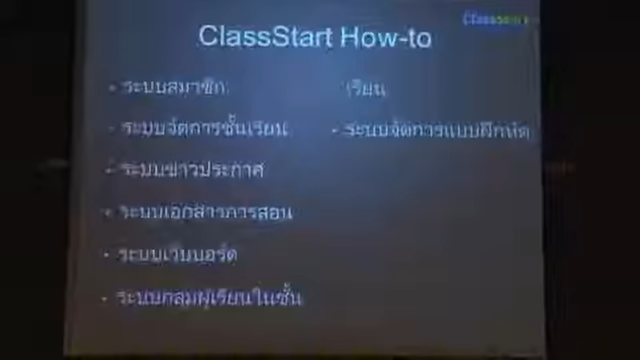 ClassStart
ClassStart How-to
• ระบบสมาชิก
• ระบบจัดการชั้นเรียน
• ระบบข่าวประกาศ
• ระบบเอกสารการสอน
• ระบบเว็บบอร์ด
• ระบบกลุ่มผู้เรียนในชั้น
เรียน
• ระบบจัดการแบบฝึกหัด